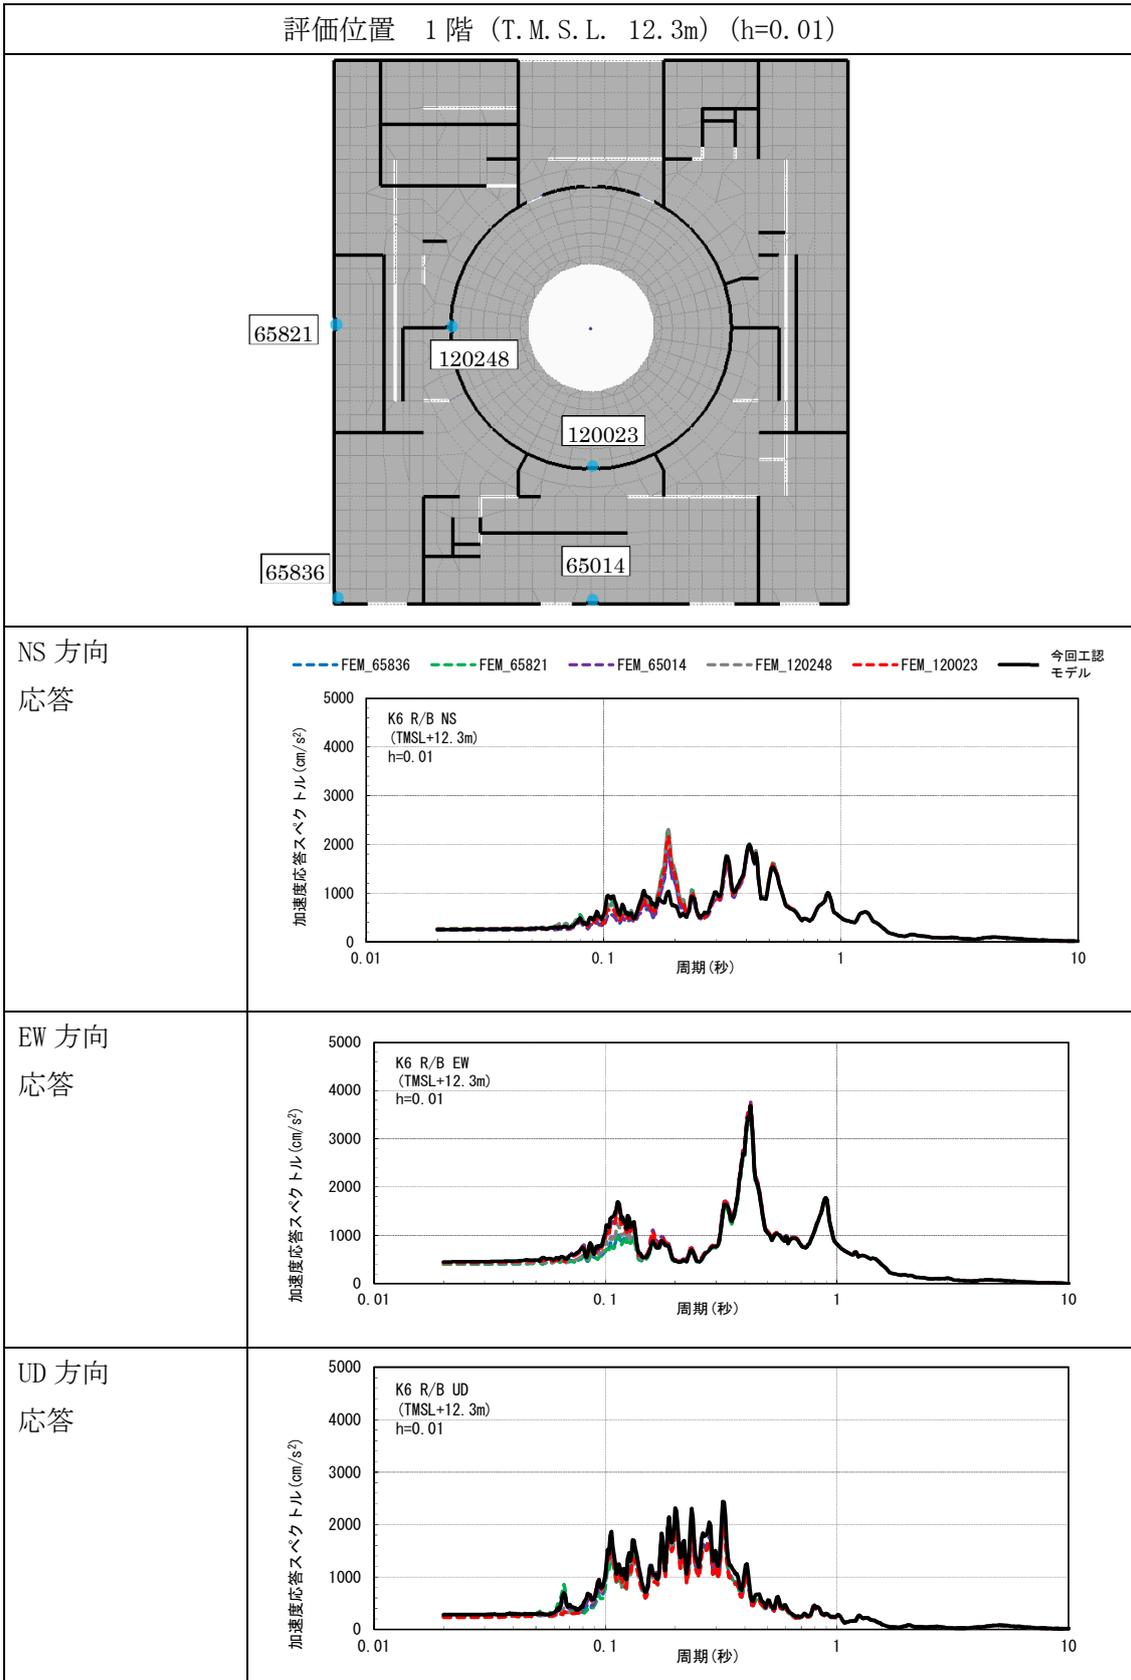 評価位置　1階 (T.M.S.L. 12.3m) (h=0.01)
65821
120248
120023
65836
65014
NS 方向
応答
FEM_65836 FEM_65821 FEM_65014 FEM_120248 FEM_120023 今回工認
モデル
加速度応答スペクトル(cm/s²)
5000
4000
3000
2000
1000
0
K6 R/B NS
(TMSL+12.3m)
h=0.01
0.01 0.1 1 10
周期(秒)
EW 方向
応答
加速度応答スペクトル(cm/s²)
5000
4000
3000
2000
1000
0
K6 R/B EW
(TMSL+12.3m)
h=0.01
0.01 0.1 1 10
周期(秒)
UD 方向
応答
加速度応答スペクトル(cm/s²)
5000
4000
3000
2000
1000
0
K6 R/B UD
(TMSL+12.3m)
h=0.01
0.01 0.1 1 10
周期(秒)